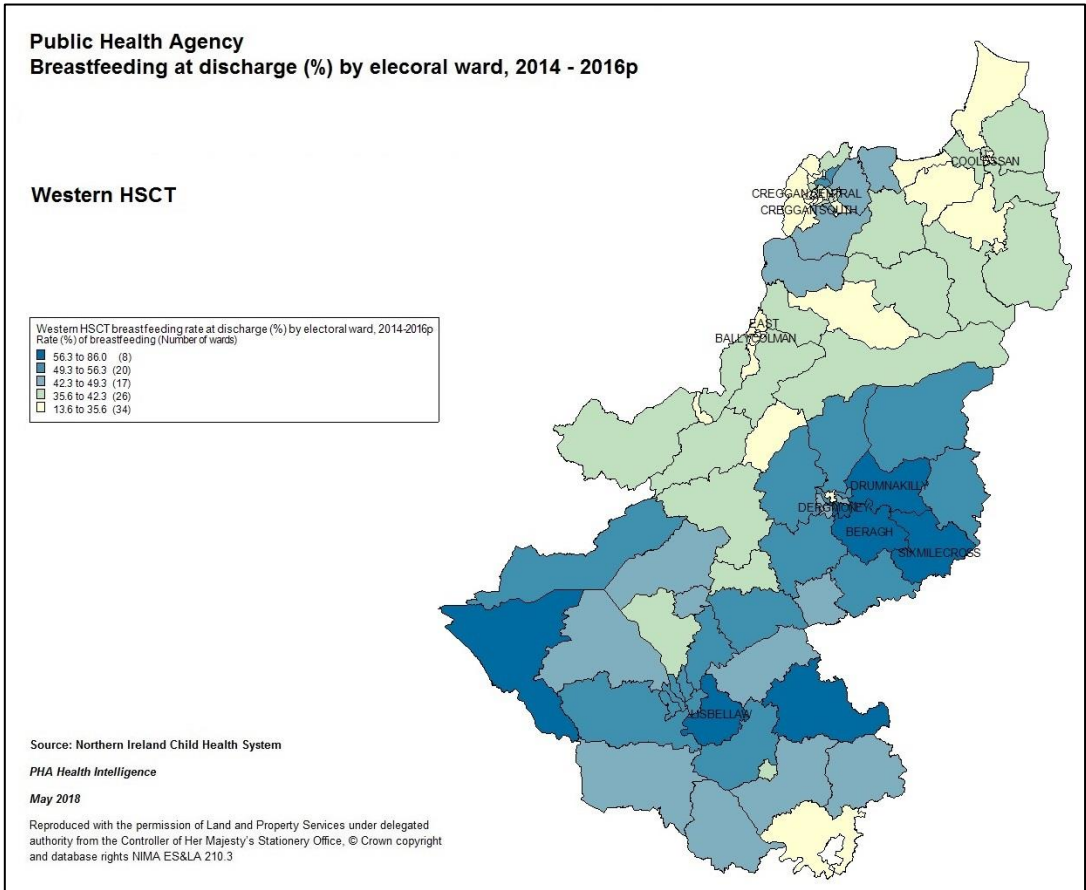 Public Health Agency
Breastfeeding at discharge (%) by elecoral ward, 2014 - 2016p
Western HSCT
Western HSCT breastfeeding rate at discharge (%) by electoral ward, 2014-2016p
Rate (%) of breastfeeding (Number of wards)
56.3 to 86.0 (8)
49.3 to 56.3 (20)
42.3 to 49.3 (17)
35.6 to 42.3 (26)
13.6 to 35.6 (34)
COOLESSAN
CREGGAN CENTRAL
CREGGAN SOUTH
EAST
BALLYCOLMAN
DRUMNAKILLY
DERGMONEY
BERAGH
SIXMILECROSS
LISBELLAW
Source: Northern Ireland Child Health System
PHA Health Intelligence
May 2018
Reproduced with the permission of Land and Property Services under delegated
authority from the Controller of Her Majesty's Stationery Office, © Crown copyright
and database rights NIMA ES&LA 210.3